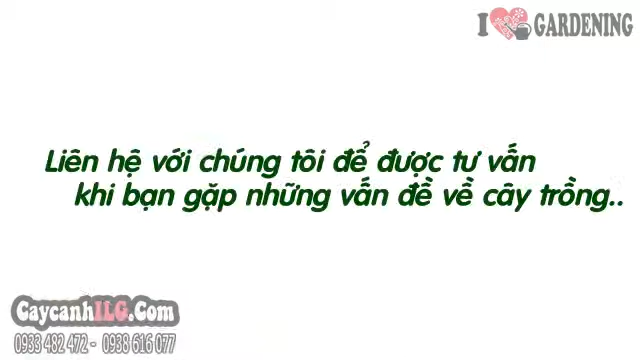 I GARDENING
Liên hệ với chúng tôi để được tư vấn
khi bạn gặp những vấn đề về cây trồng..
CaycanhILG.Com
0933 482 472 - 0938 616 077